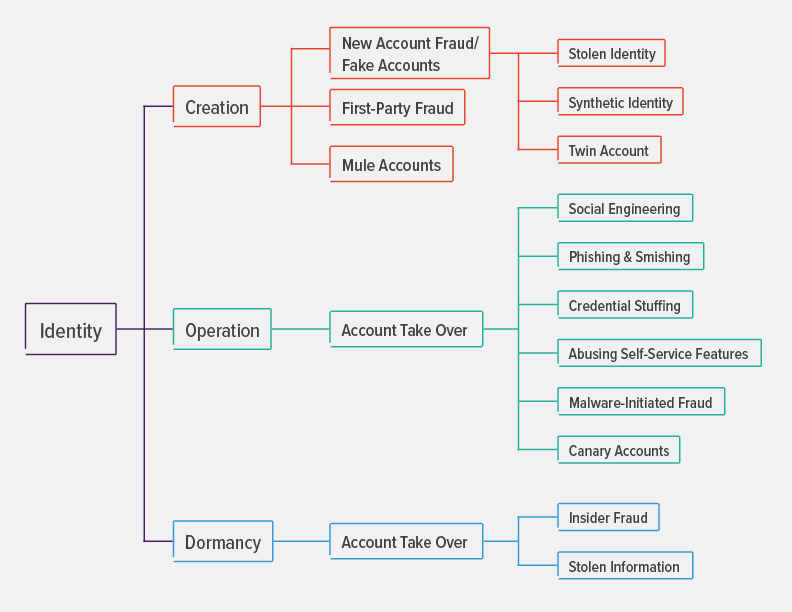 Identity
Creation
New Account Fraud/
Fake Accounts
Stolen Identity
Synthetic Identity
Twin Account
First-Party Fraud
Mule Accounts
Operation
Account Take Over
Social Engineering
Phishing & Smishing
Credential Stuffing
Abusing Self-Service Features
Malware-Initiated Fraud
Canary Accounts
Dormancy
Account Take Over
Insider Fraud
Stolen Information